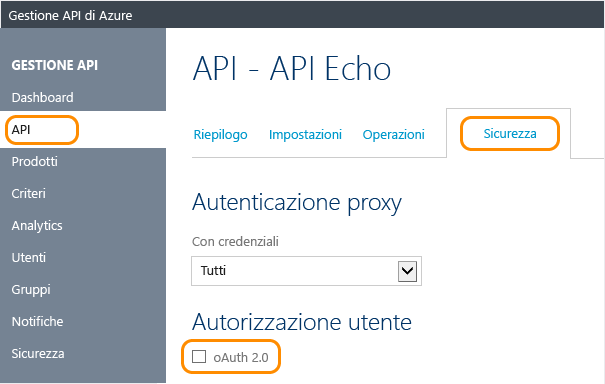 Gestione API di Azure
GESTIONE API
Dashboard
API
Prodotti
Criteri
Analytics
Utenti
Gruppi
Notifiche
Sicurezza
API - API Echo
Riepilogo Impostazioni Operazioni Sicurezza
Autenticazione proxy
Con credenziali
Tutti
Autorizzazione utente
oAuth 2.0